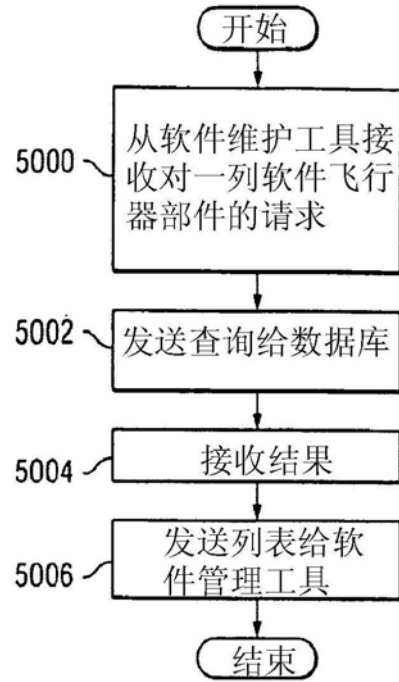 开始
5000
从软件维护工具接
收对一列软件飞行
器部件的请求
5002
发送查询给数据库
5004
接收结果
5006
发送列表给软
件管理工具
结束